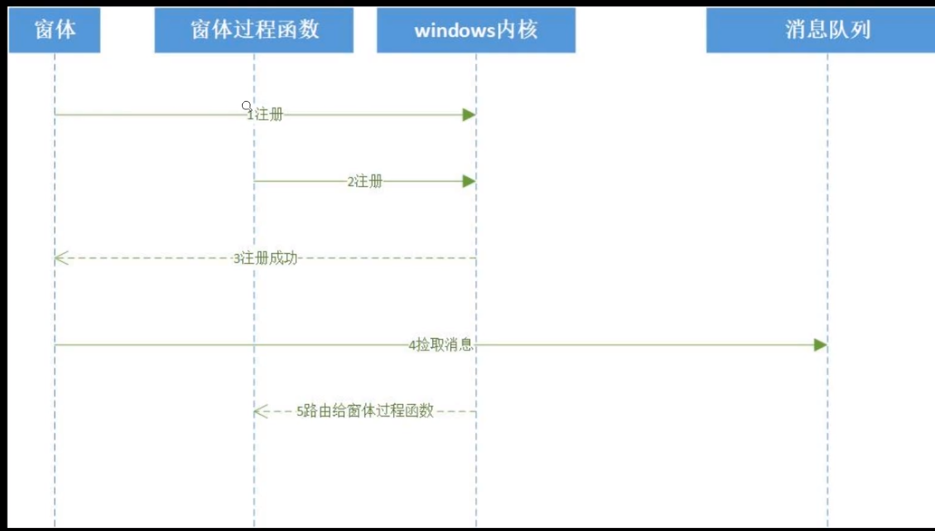 窗体
窗体过程函数
windows内核
消息队列
1注册
2注册
3注册成功
4捡取消息
5路由给窗体过程函数